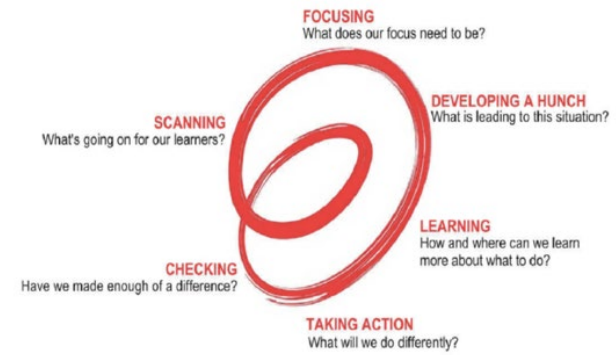 FOCUSING
What does our focus need to be?
DEVELOPING A HUNCH
What is leading to this situation?
SCANNING
What's going on for our learners?
LEARNING
How and where can we learn
more about what to do?
CHECKING
Have we made enough of a difference?
TAKING ACTION
What will we do differently?